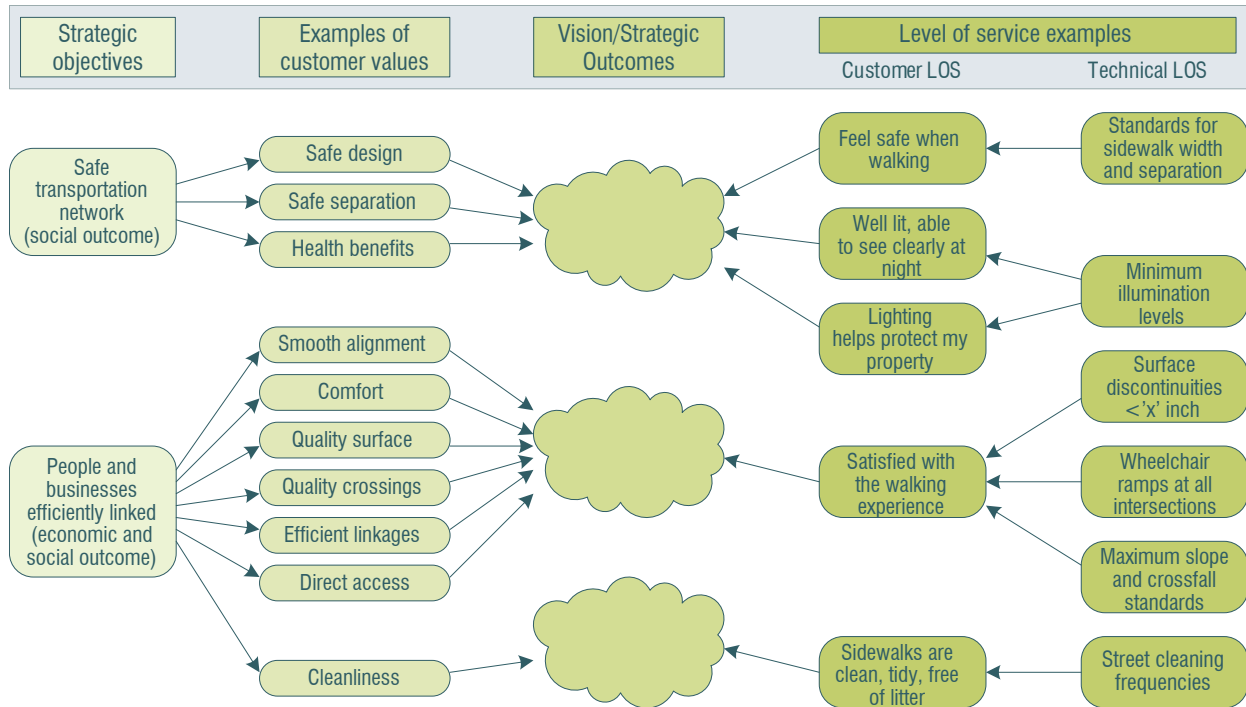 Strategic
objectives
Examples of
customer values
Vision/Strategic
Outcomes
Level of service examples
Customer LOS
Technical LOS
Safe
transportation
network
(social outcome)
Safe design
Safe separation
Health benefits
Feel safe when
walking
Standards for
sidewalk width
and separation
Well lit, able
to see clearly at
night
Lighting
helps protect my
property
Minimum
illumination
levels
People and
businesses
efficiently linked
(economic and
social outcome)
Smooth alignment
Comfort
Quality surface
Quality crossings
Efficient linkages
Direct access
Cleanliness
Satisfied with
the walking
experience
Surface
discontinuities
<'x' inch
Wheelchair
ramps at all
intersections
Maximum slope
and crossfall
standards
Sidewalks are
clean, tidy, free
of litter
Street cleaning
frequencies